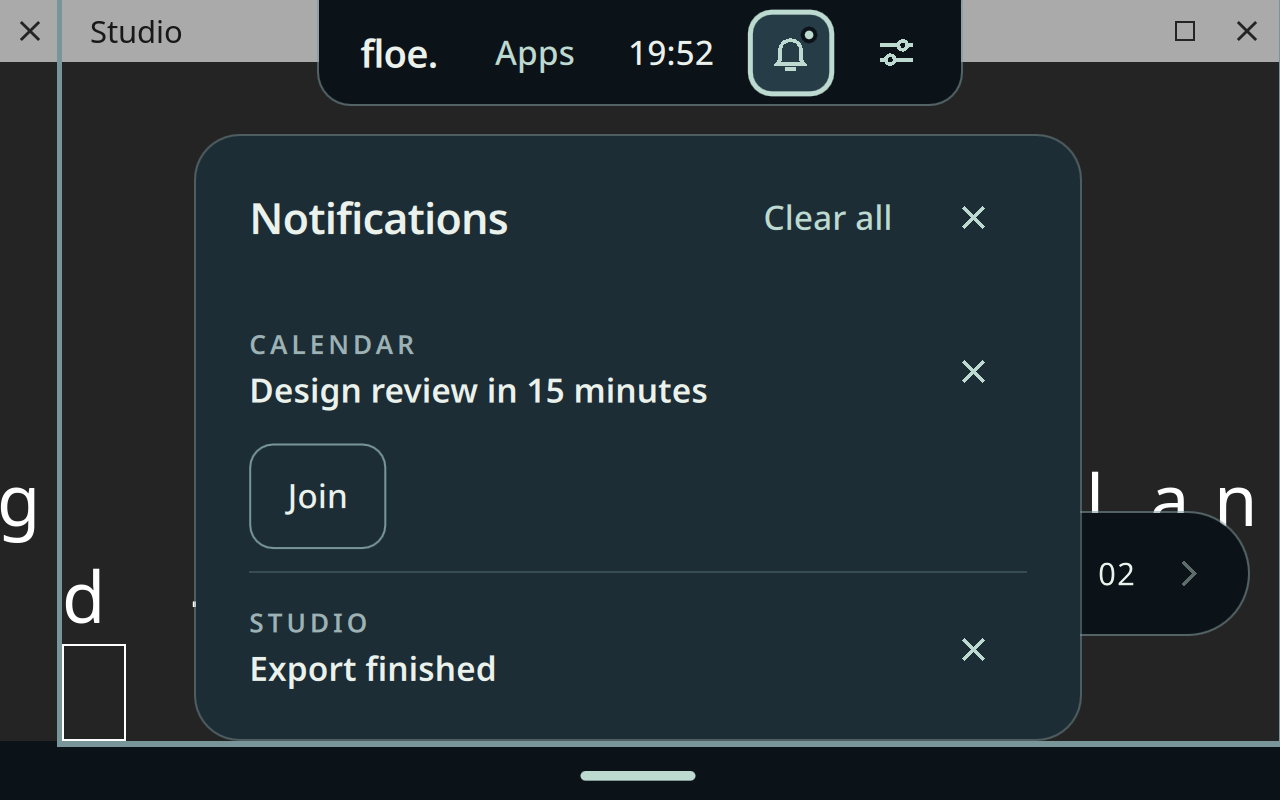 Studio
floe. Apps 19:52
Notifications Clear all
CALENDAR
Design review in 15 minutes
Join
STUDIO
Export finished
g l a n
d
02